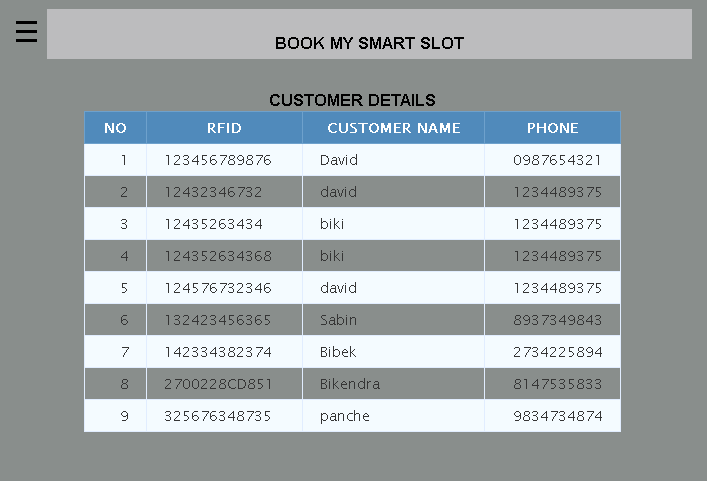 BOOK MY SMART SLOT
CUSTOMER DETAILS
NO RFID CUSTOMER NAME PHONE
1 123456789876 David 0987654321
2 12432346732 david 1234489375
3 12435263434 biki 1234489375
4 124352634368 biki 1234489375
5 124576732346 david 1234489375
6 132423456365 Sabin 8937349843
7 142334382374 Bibek 2734225894
8 2700228CD851 Bikendra 8147535833
9 325676348735 panche 9834734874